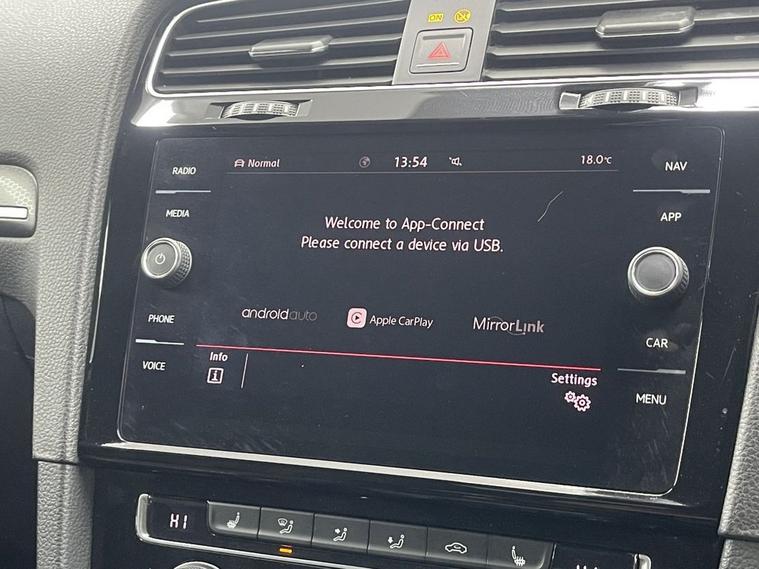 ON
Normal 13:54 18.0°C
RADIO
NAV
MEDIA
APP
Welcome to App-Connect
Please connect a device via USB.
androidauto
Apple CarPlay
MirrorLink
PHONE
CAR
VOICE
MENU
Info
i
Settings
HI